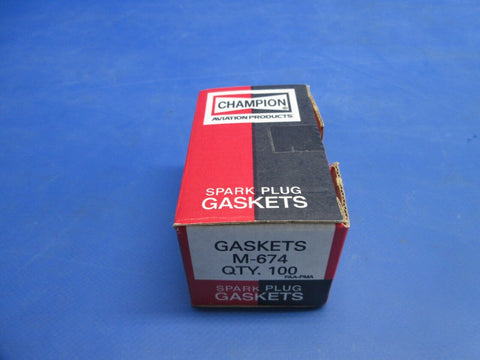 CHAMPION®
AVIATION PRODUCTS
SPARK PLUG
GASKETS
GASKETS
M-674
QTY. 100
FAA-PMA
SPARK PLUG
GASKETS